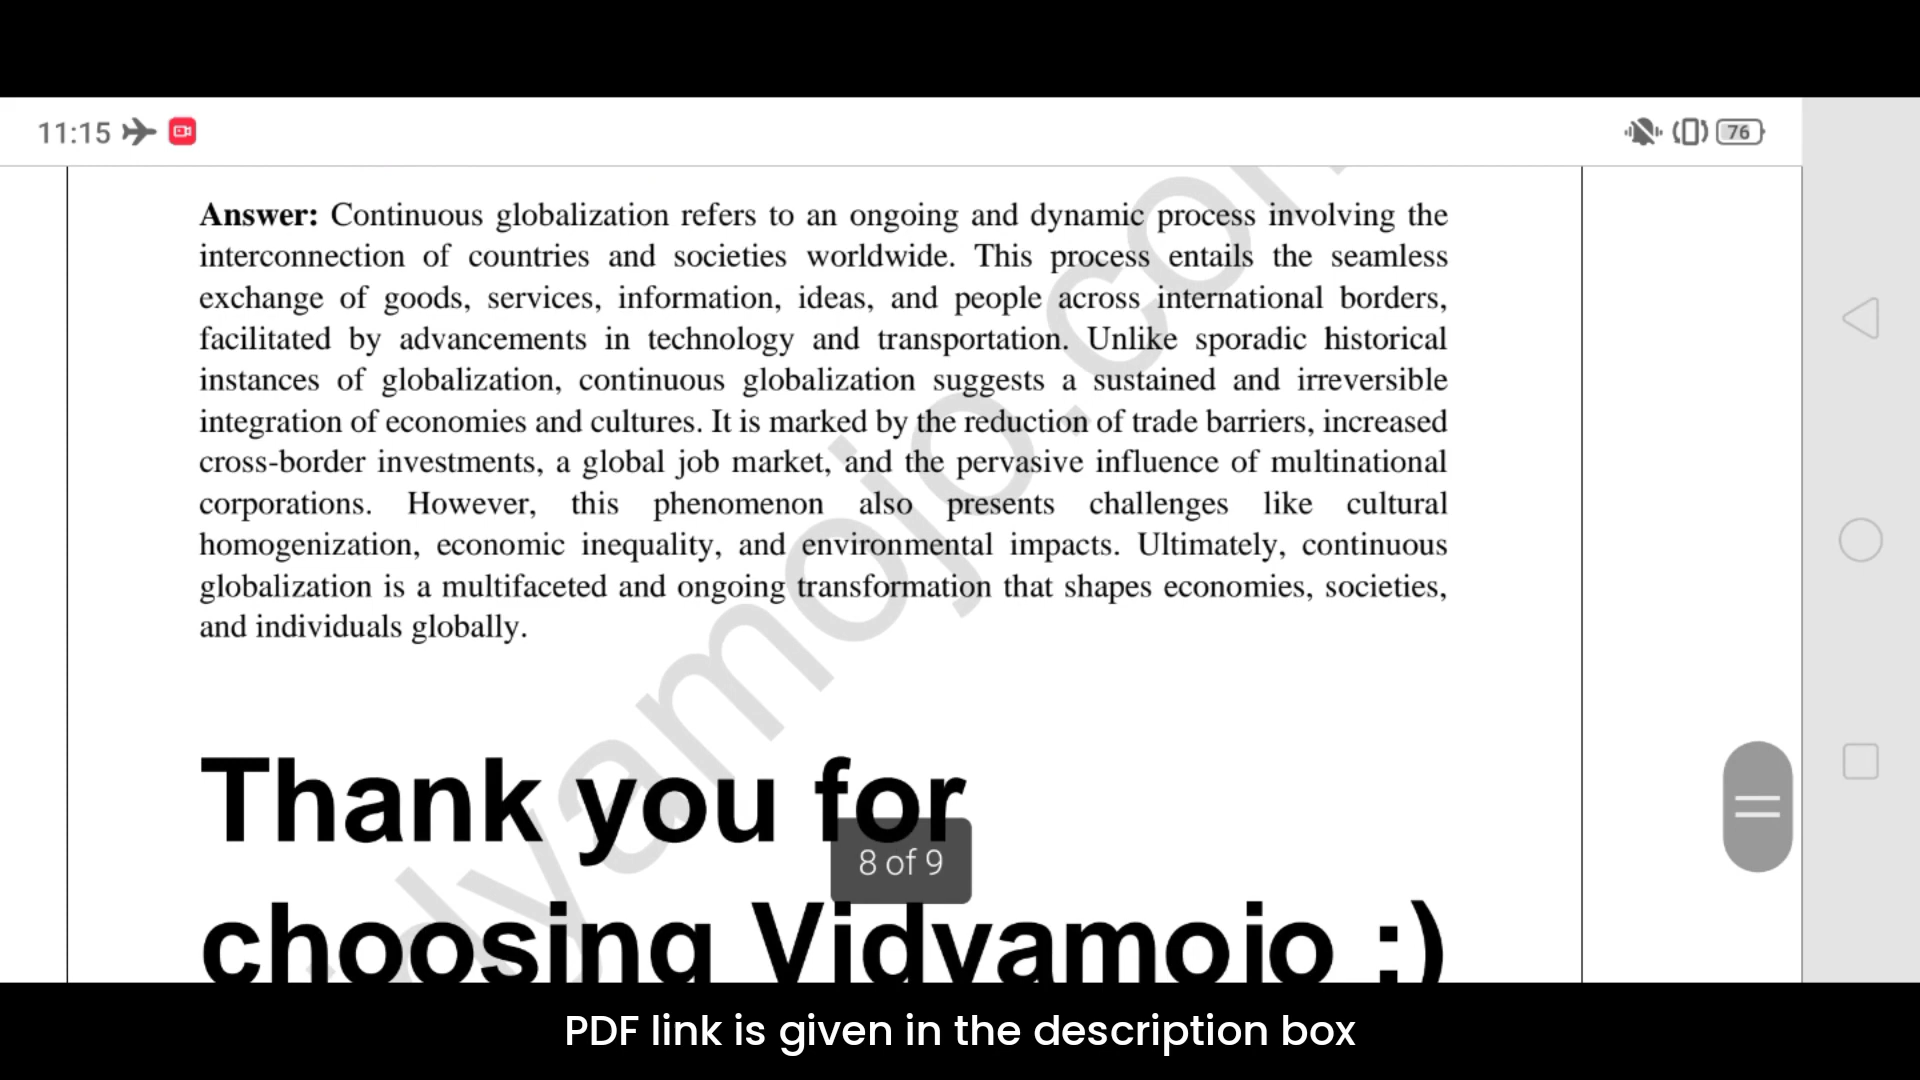 11:15
76
Answer: Continuous globalization refers to an ongoing and dynamic process involving the
interconnection of countries and societies worldwide. This process entails the seamless
exchange of goods, services, information, ideas, and people across international borders,
facilitated by advancements in technology and transportation. Unlike sporadic historical
instances of globalization, continuous globalization suggests a sustained and irreversible
integration of economies and cultures. It is marked by the reduction of trade barriers, increased
cross-border investments, a global job market, and the pervasive influence of multinational
corporations. However, this phenomenon also presents challenges like cultural
homogenization, economic inequality, and environmental impacts. Ultimately, continuous
globalization is a multifaceted and ongoing transformation that shapes economies, societies,
and individuals globally.
dyamojo.com
Thank you for
8 of 9
choosing Vidyamojo :)
PDF link is given in the description box